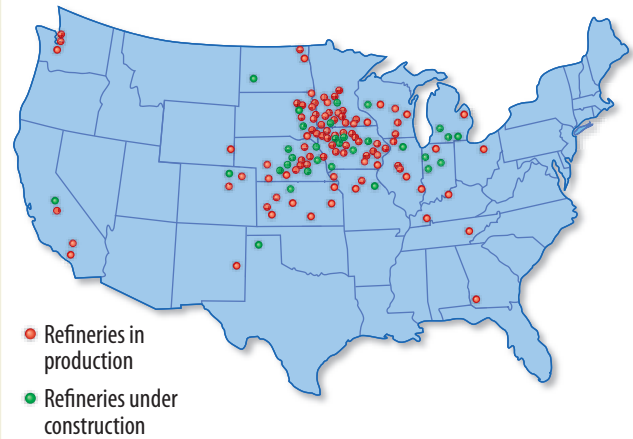 Refineries in
production
Refineries under
construction